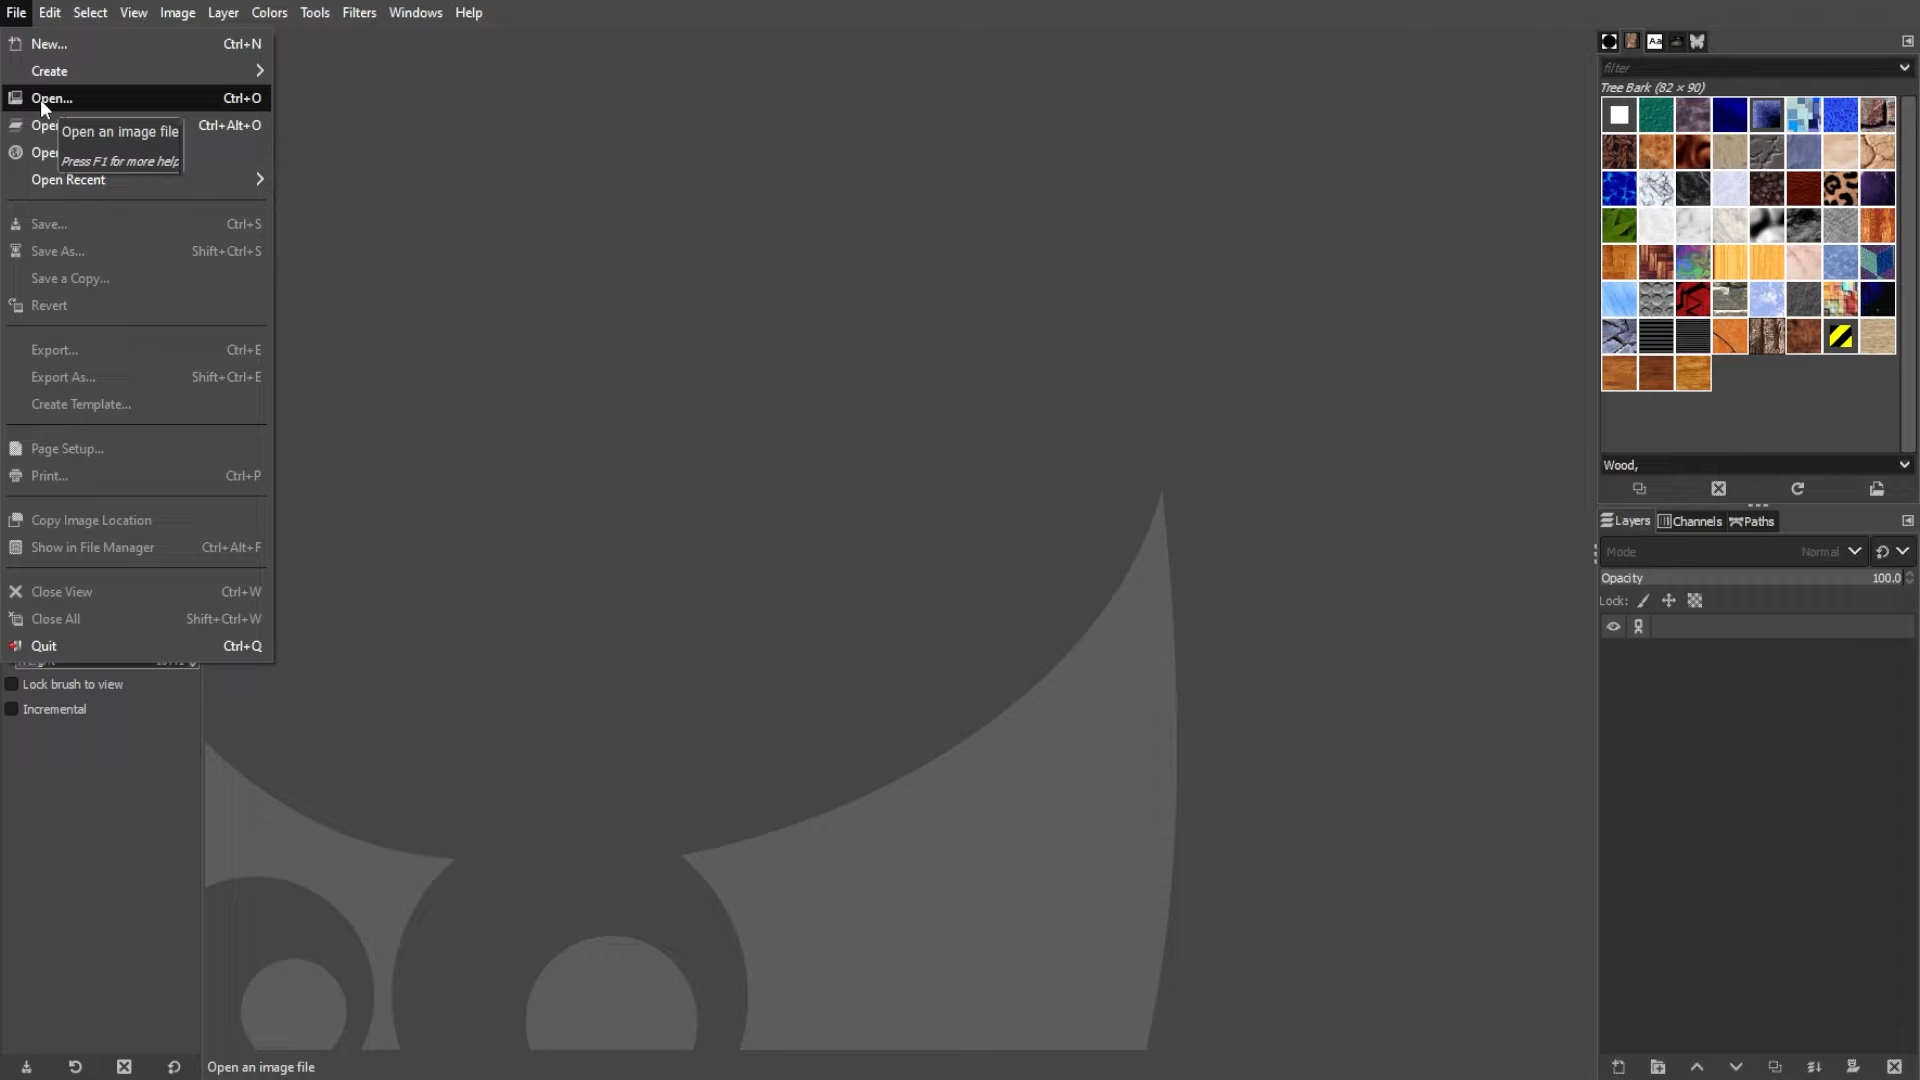 File Edit Select View Image Layer Colors Tools Filters Windows Help
New... Ctrl+N
Create
Open... Ctrl+O
Open Ctrl+Alt+O
Open an image file
Open
Press F1 for more help
Open Recent
Save... Ctrl+S
Save As... Shift+Ctrl+S
Save a Copy...
Revert
Export... Ctrl+E
Export As... Shift+Ctrl+E
Create Template...
Page Setup...
Print... Ctrl+P
Copy Image Location
Show in File Manager Ctrl+Alt+F
Close View Ctrl+W
Close All Shift+Ctrl+W
Quit Ctrl+Q
Lock brush to view
Incremental
Open an image file
Aa
filter
Tree Bark (82 × 90)
Wood,
Layers Channels Paths
Mode Normal
Opacity 100.0
Lock: